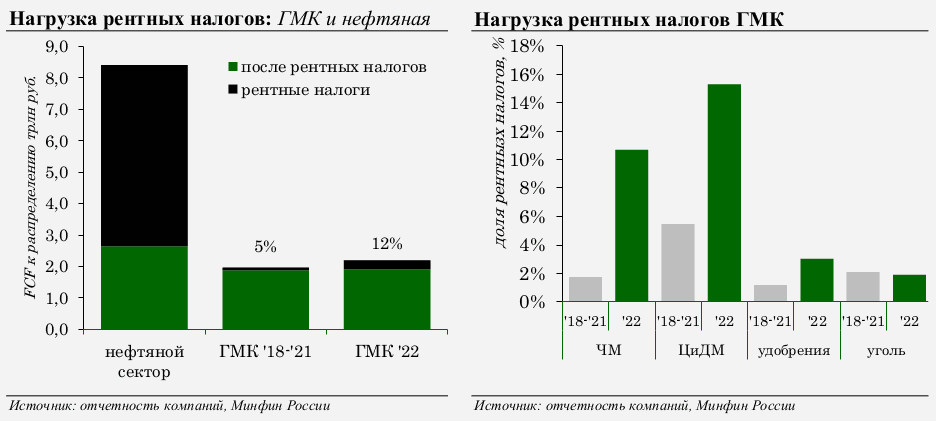 Нагрузка рентных налогов: ГМК и нефтяная
FCF к распределению трлн руб.
9,0
8,0
7,0
6,0
5,0
4,0
3,0
2,0
1,0
0,0
после рентных налогов
рентные налоги
5%
12%
нефтяной
сектор
ГМК '18-'21
ГМК '22
Источник: отчетность компаний, Минфин России
Нагрузка рентных налогов ГМК
доля рентнызх налогов, %
18%
16%
14%
12%
10%
8%
6%
4%
2%
0%
'18-'21
'22
'18-'21
'22
'18-'21
'22
'18-'21
'22
ЧМ
ЦиДМ
удобрения
уголь
Источник: отчетность компаний, Минфин России